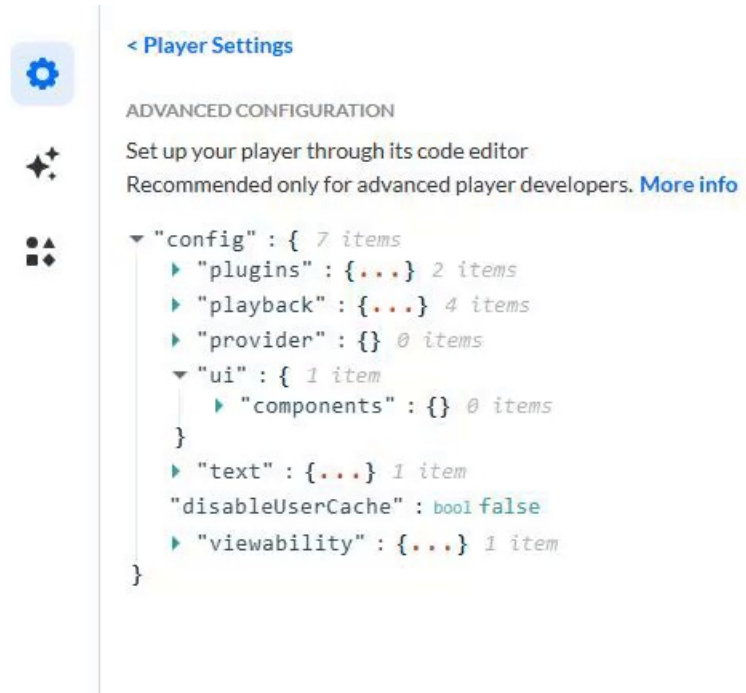 < Player Settings
ADVANCED CONFIGURATION
Set up your player through its code editor
Recommended only for advanced player developers. More info
"config" : { 7 items
"plugins" : {...} 2 items
"playback" : {...} 4 items
"provider" : {} 0 items
"ui" : { 1 item
"components" : {} 0 items
}
"text" : {...} 1 item
"disableUserCache" : bool false
"viewability" : {...} 1 item
}